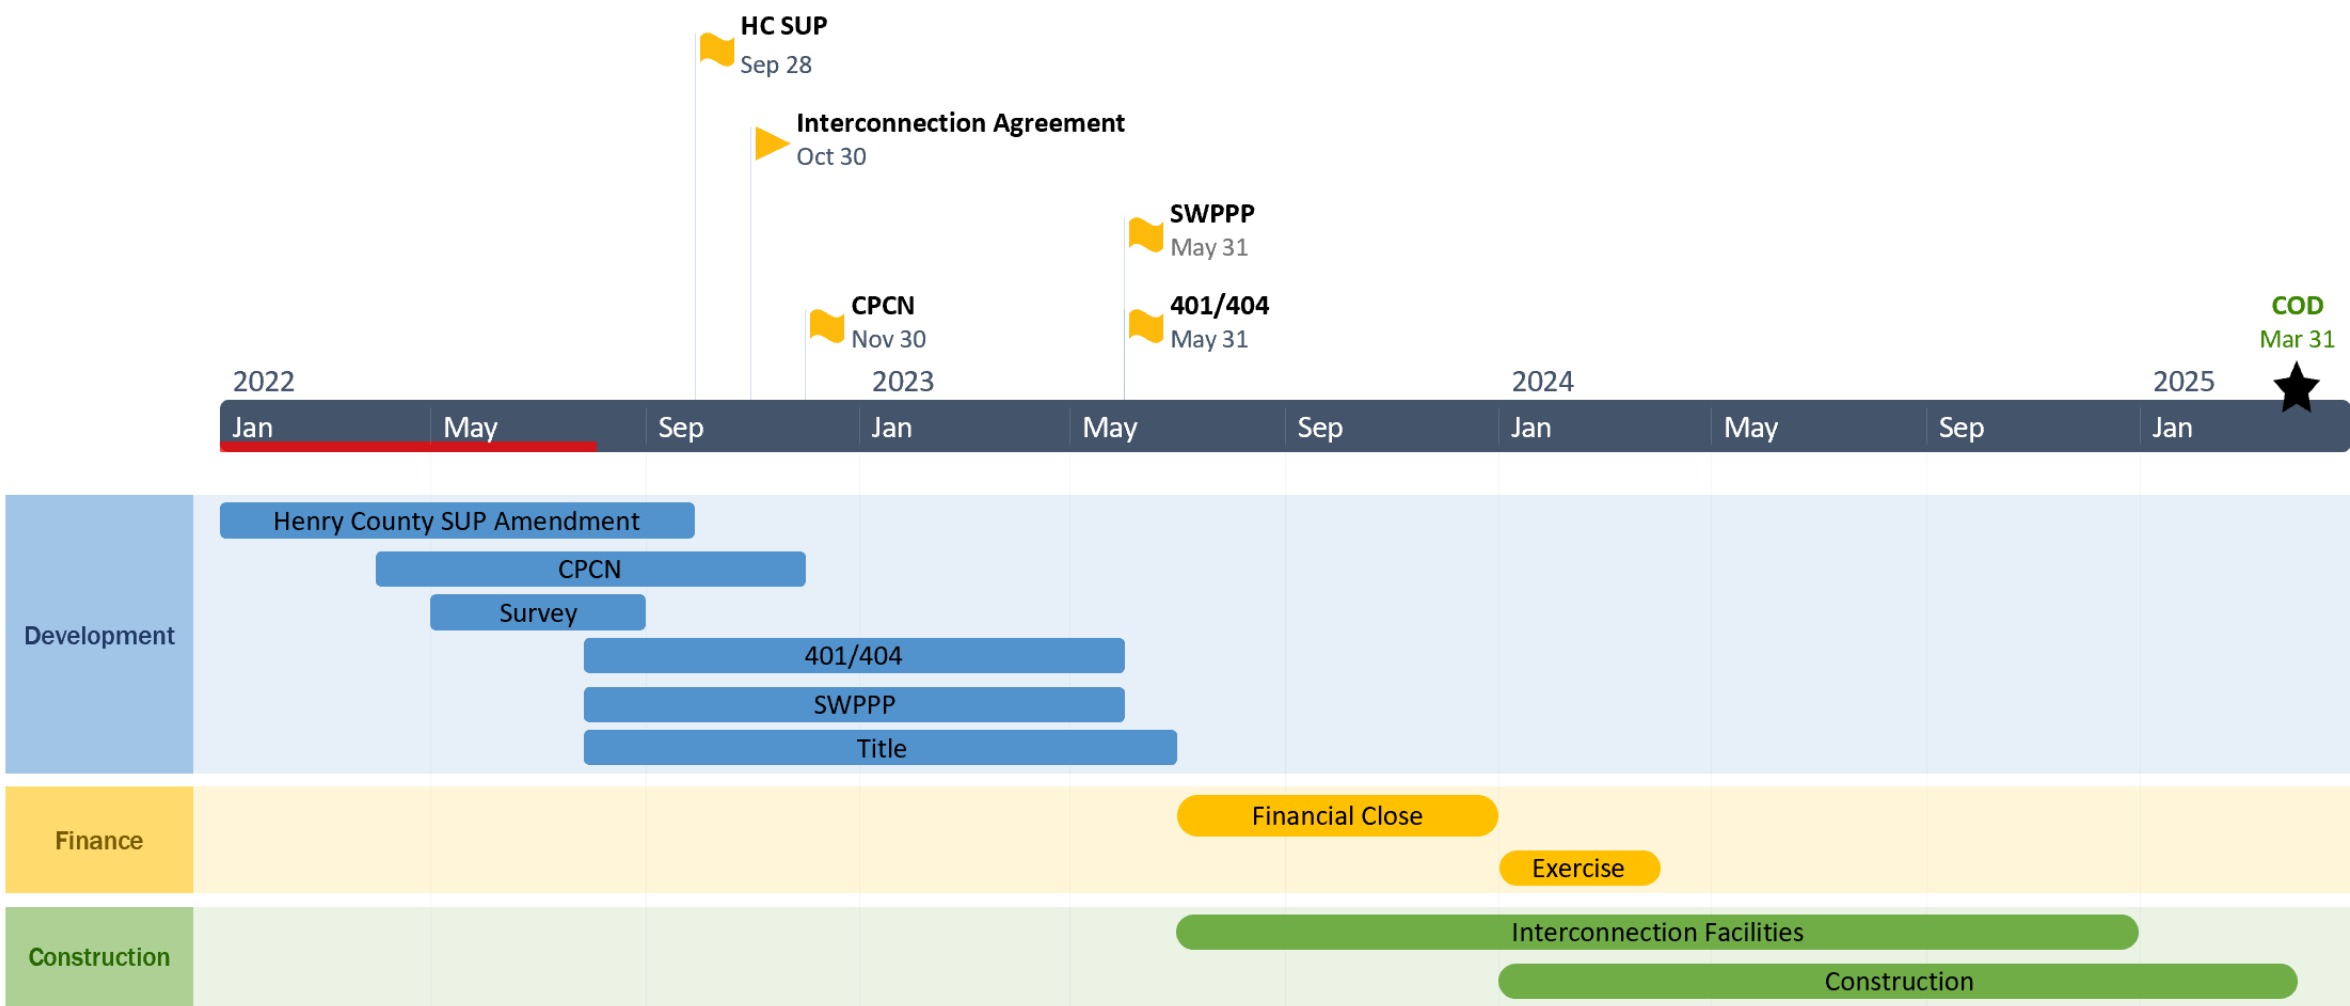 HC SUP
Sep 28
Interconnection Agreement
Oct 30
SWPPP
May 31
CPCN
Nov 30
401/404
May 31
COD
Mar 31
2022
2023
2024
2025
Jan
May
Sep
Jan
May
Sep
Jan
May
Sep
Jan
Development
Henry County SUP Amendment
CPCN
Survey
401/404
SWPPP
Title
Finance
Financial Close
Exercise
Construction
Interconnection Facilities
Construction